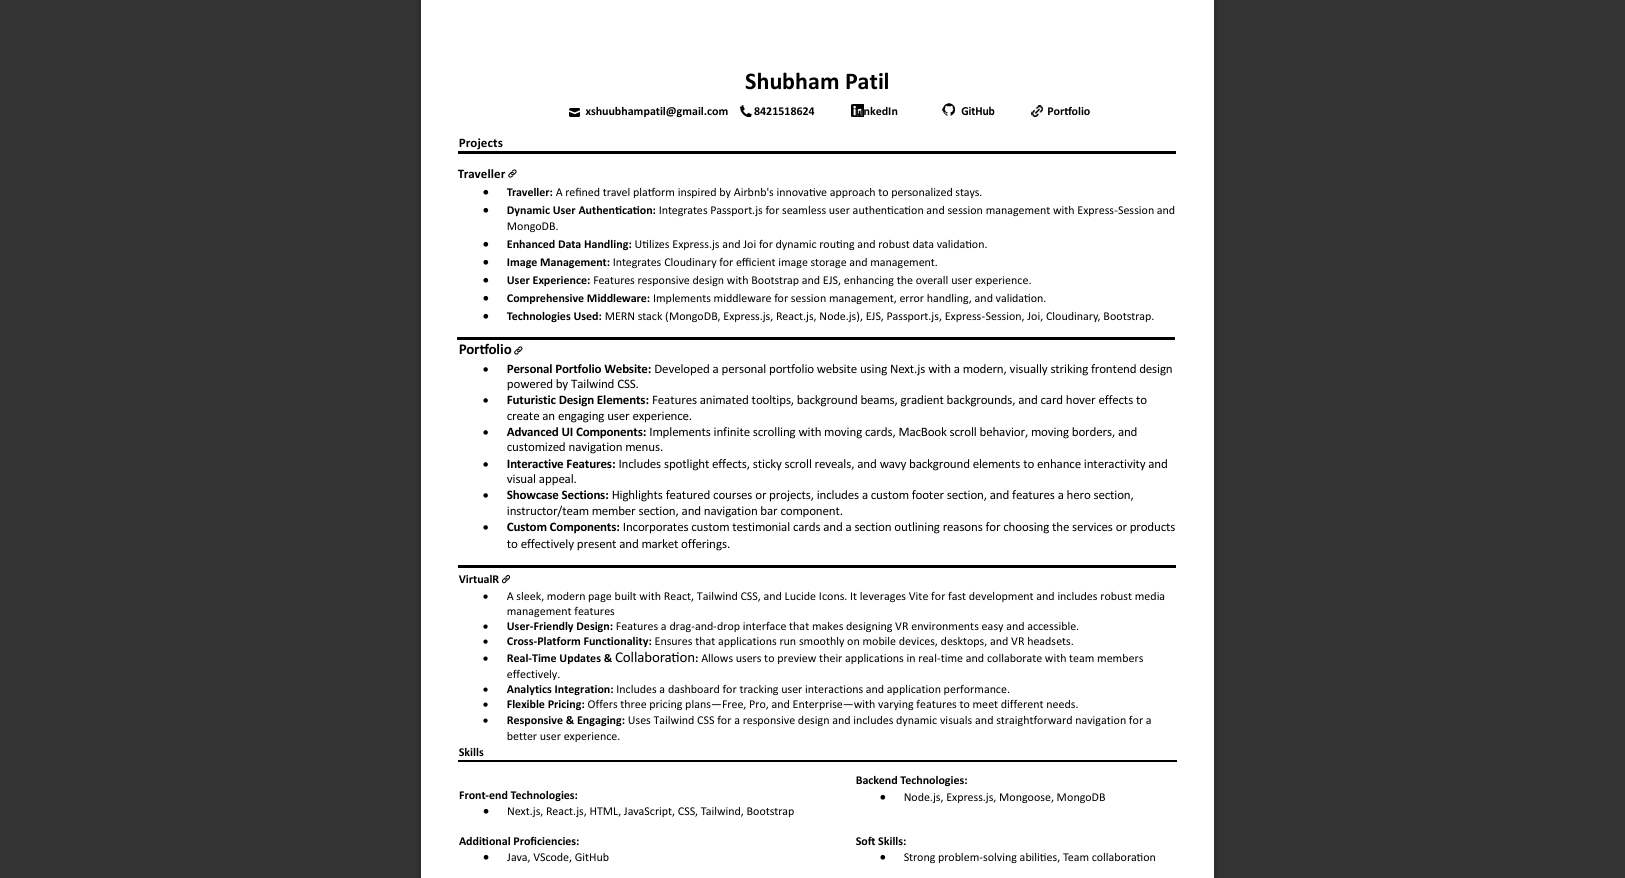 Shubham Patil
xshuubhampatil@gmail.com 8421518624 inkedIn GitHub Portfolio
Projects
Traveller
• Traveller: A refined travel platform inspired by Airbnb's innovative approach to personalized stays.
• Dynamic User Authentication: Integrates Passport.js for seamless user authentication and session management with Express-Session and
MongoDB.
• Enhanced Data Handling: Utilizes Express.js and Joi for dynamic routing and robust data validation.
• Image Management: Integrates Cloudinary for efficient image storage and management.
• User Experience: Features responsive design with Bootstrap and EJS, enhancing the overall user experience.
• Comprehensive Middleware: Implements middleware for session management, error handling, and validation.
• Technologies Used: MERN stack (MongoDB, Express.js, React.js, Node.js), EJS, Passport.js, Express-Session, Joi, Cloudinary, Bootstrap.
Portfolio
• Personal Portfolio Website: Developed a personal portfolio website using Next.js with a modern, visually striking frontend design
powered by Tailwind CSS.
• Futuristic Design Elements: Features animated tooltips, background beams, gradient backgrounds, and card hover effects to
create an engaging user experience.
• Advanced UI Components: Implements infinite scrolling with moving cards, MacBook scroll behavior, moving borders, and
customized navigation menus.
• Interactive Features: Includes spotlight effects, sticky scroll reveals, and wavy background elements to enhance interactivity and
visual appeal.
• Showcase Sections: Highlights featured courses or projects, includes a custom footer section, and features a hero section,
instructor/team member section, and navigation bar component.
• Custom Components: Incorporates custom testimonial cards and a section outlining reasons for choosing the services or products
to effectively present and market offerings.
VirtualR
• A sleek, modern page built with React, Tailwind CSS, and Lucide Icons. It leverages Vite for fast development and includes robust media
management features
• User-Friendly Design: Features a drag-and-drop interface that makes designing VR environments easy and accessible.
• Cross-Platform Functionality: Ensures that applications run smoothly on mobile devices, desktops, and VR headsets.
• Real-Time Updates & Collaboration: Allows users to preview their applications in real-time and collaborate with team members
effectively.
• Analytics Integration: Includes a dashboard for tracking user interactions and application performance.
• Flexible Pricing: Offers three pricing plans—Free, Pro, and Enterprise—with varying features to meet different needs.
• Responsive & Engaging: Uses Tailwind CSS for a responsive design and includes dynamic visuals and straightforward navigation for a
better user experience.
Skills
Front-end Technologies:
• Next.js, React.js, HTML, JavaScript, CSS, Tailwind, Bootstrap
Backend Technologies:
• Node.js, Express.js, Mongoose, MongoDB
Additional Proficiencies:
• Java, VScode, GitHub
Soft Skills:
• Strong problem-solving abilities, Team collaboration